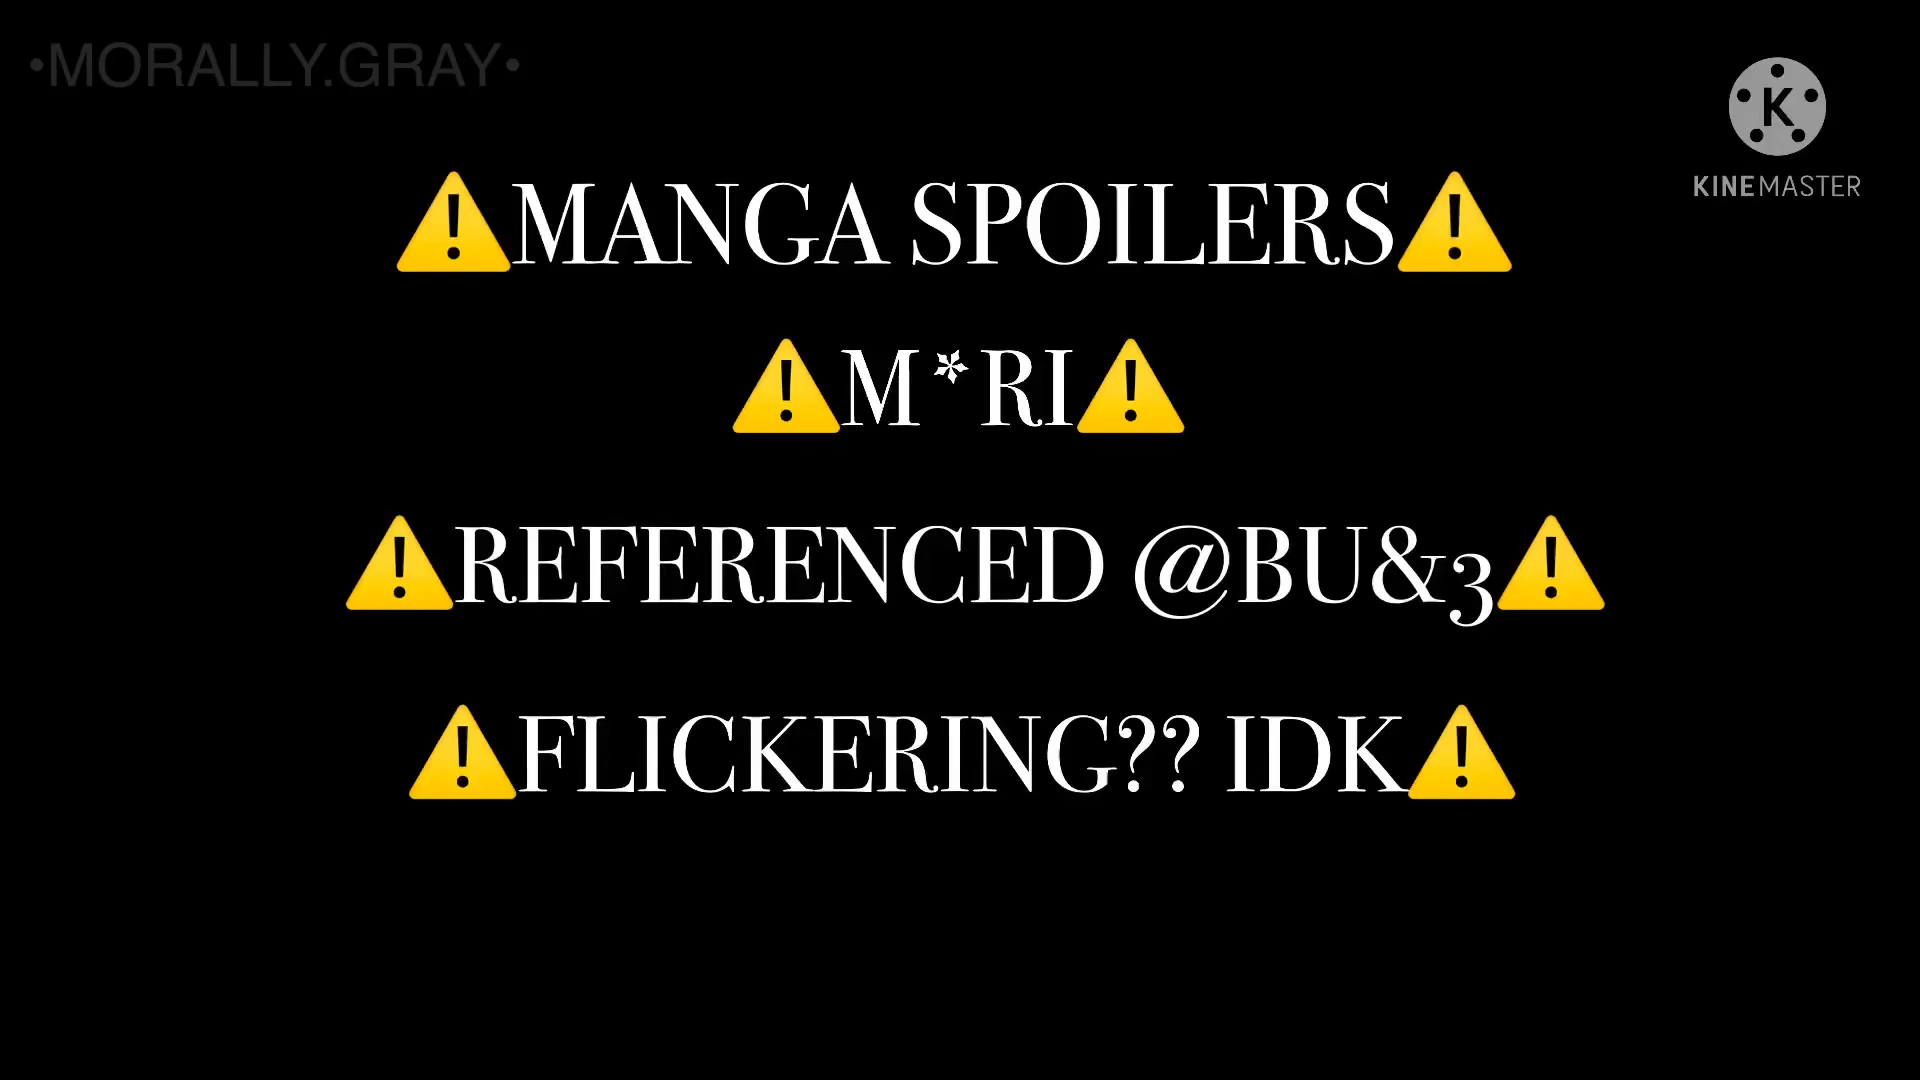 •MORALLY.GRAY•
K
KINEMASTER
⚠️MANGA SPOILERS⚠️
⚠️M*RI⚠️
⚠️REFERENCED @BU&3⚠️
⚠️FLICKERING?? IDK⚠️